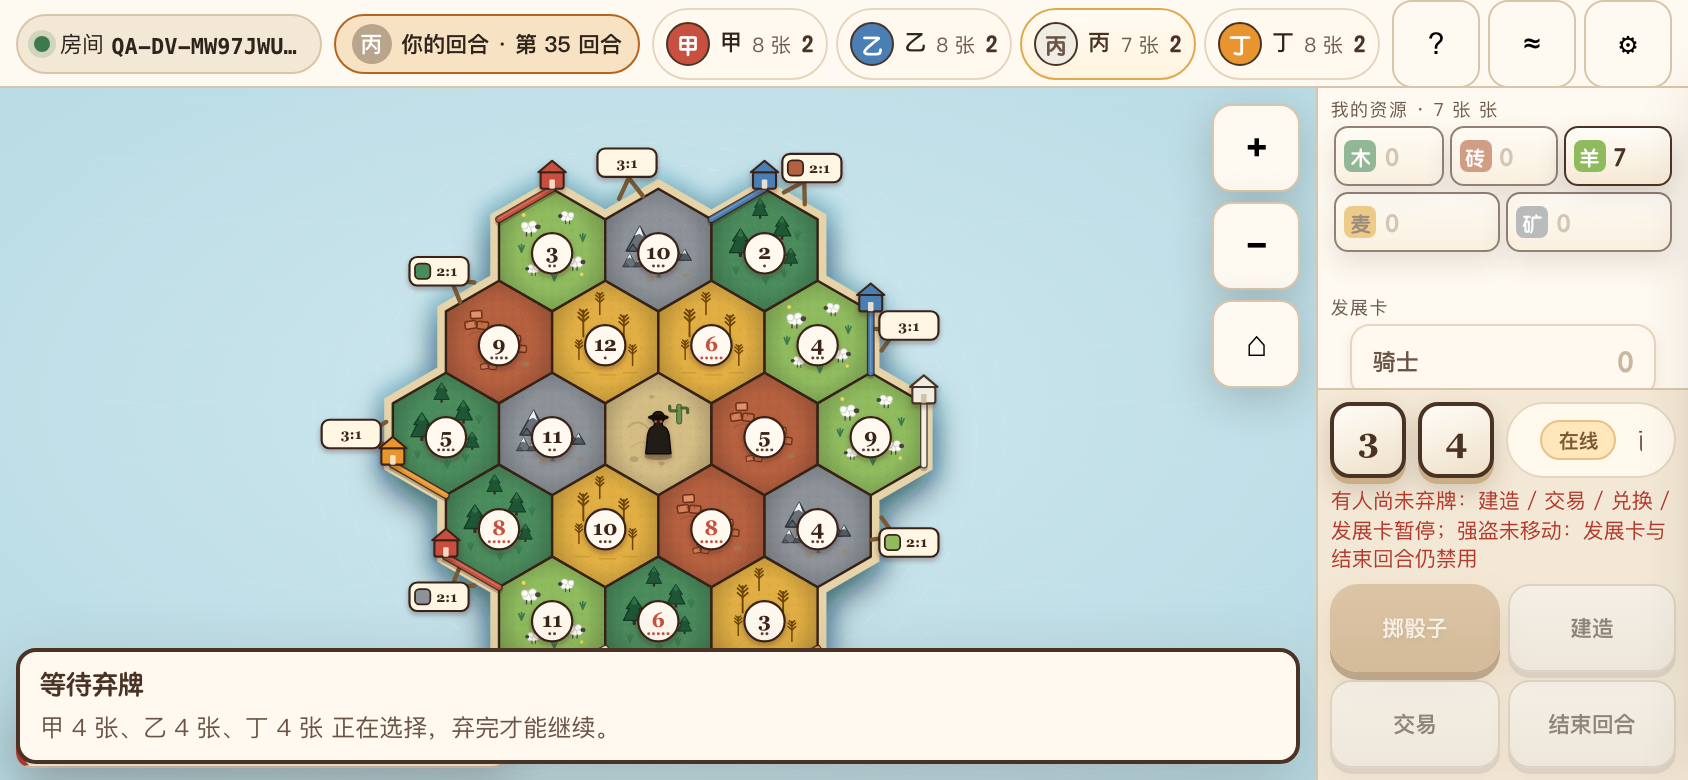 房间 QA-DV-MW97JWU…
丙 你的回合 · 第 35 回合
甲 甲 8 张 2
乙 乙 8 张 2
丙 丙 7 张 2
丁 丁 8 张 2
? ≈ ⚙
+
−
⌂
3:1
2:1
3 10 2
2:1
9 12 6 4
3:1
3:1
5 11 5 9
8 10 8 4
2:1
2:1
11 6 3
等待弃牌
甲 4 张、乙 4 张、丁 4 张 正在选择，弃完才能继续。
我的资源 · 7 张 张
木 0 砖 0 羊 7
麦 0 矿 0
发展卡
骑士 0
3 4 在线
有人尚未弃牌：建造 / 交易 / 兑换 /
发展卡暂停；强盗未移动：发展卡与
结束回合仍禁用
掷骰子 建造
交易 结束回合